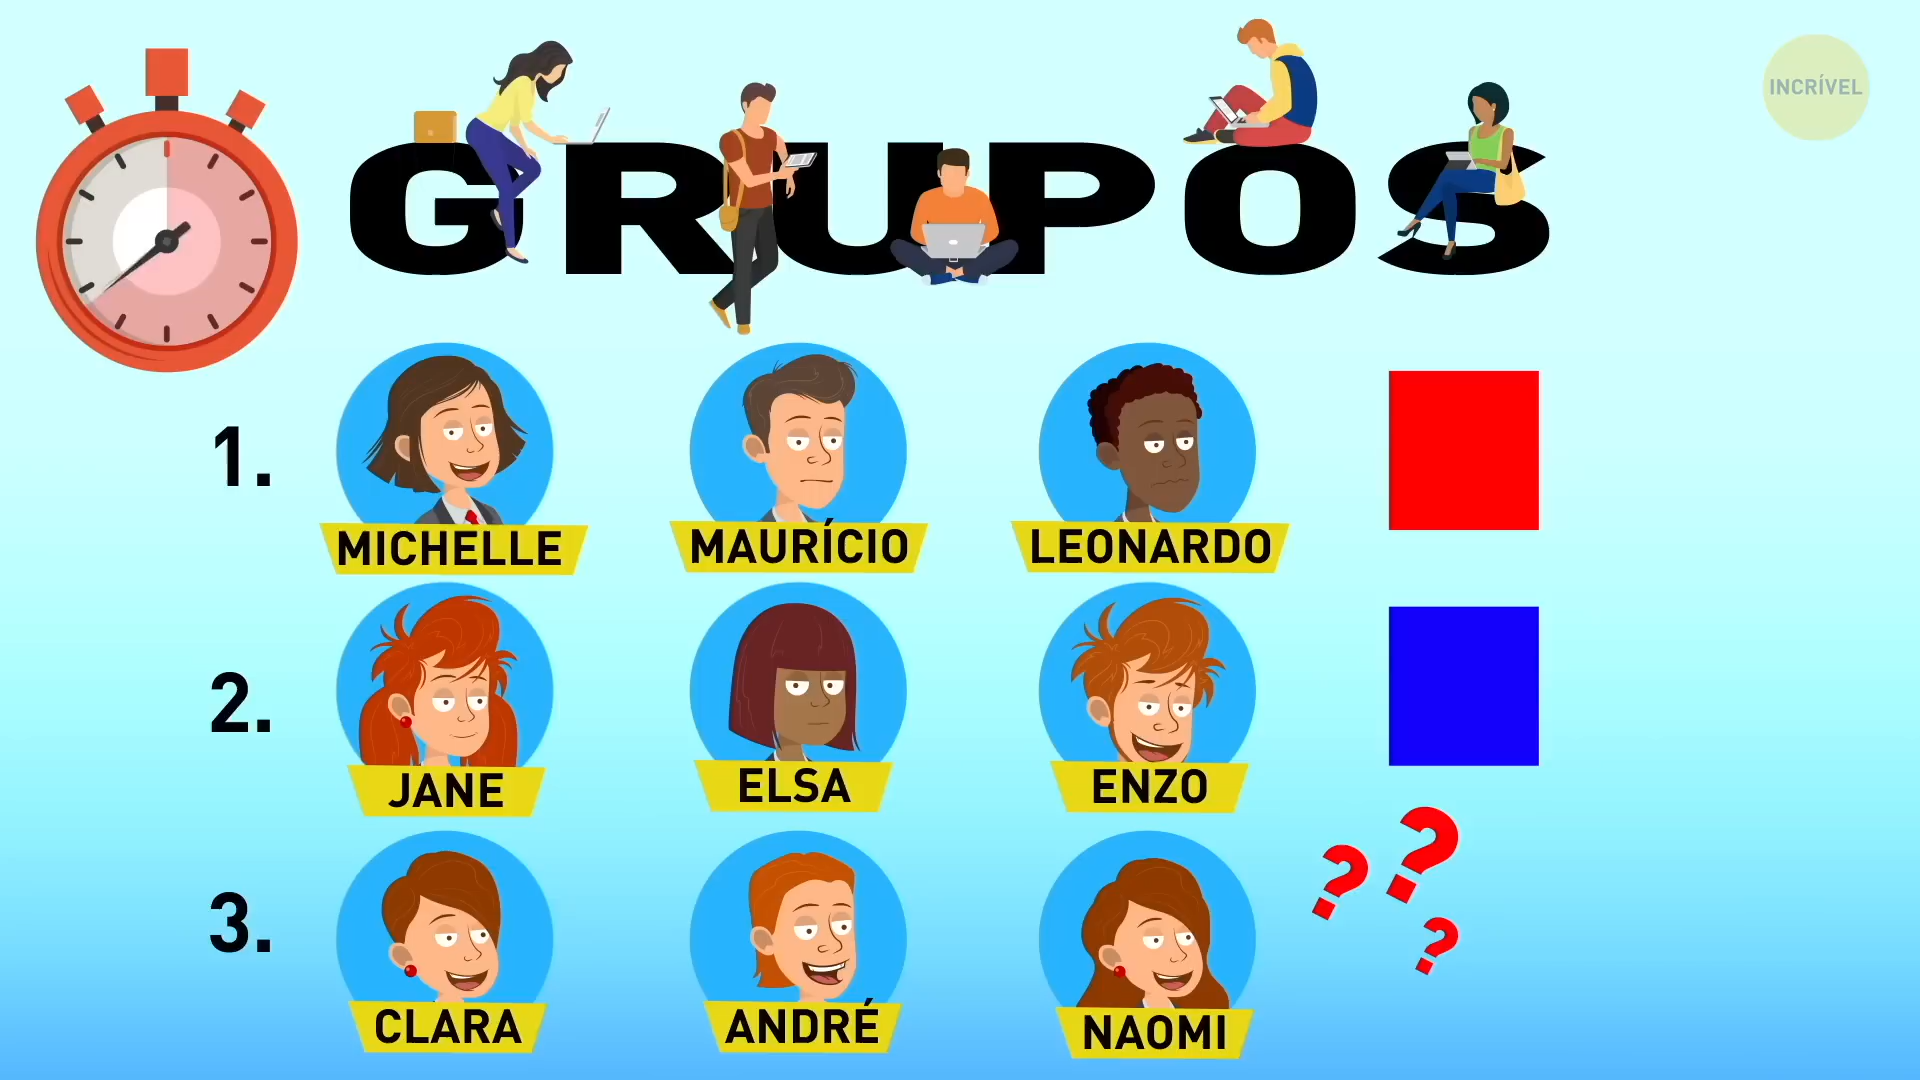 INCRÍVEL
GRUPOS
1.
MICHELLE
MAURÍCIO
LEONARDO
2.
JANE
ELSA
ENZO
3.
CLARA
ANDRÉ
NAOMI
? ? ?